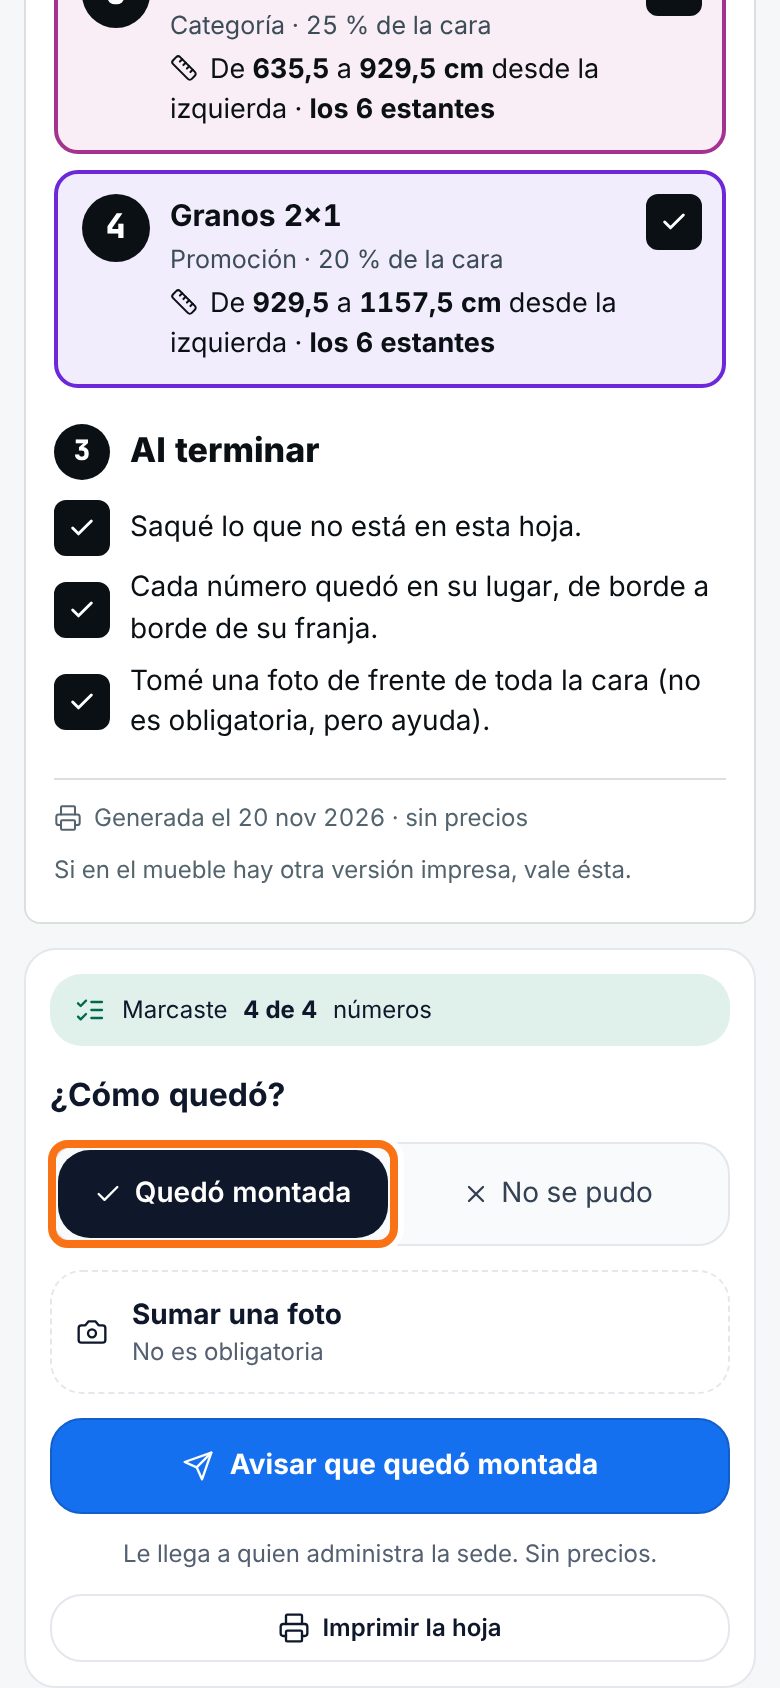 Categoría · 25 % de la cara
De 635,5 a 929,5 cm desde la
izquierda · los 6 estantes
4
Granos 2×1
Promoción · 20 % de la cara
De 929,5 a 1157,5 cm desde la
izquierda · los 6 estantes
3 Al terminar
Saqué lo que no está en esta hoja.
Cada número quedó en su lugar, de borde a
borde de su franja.
Tomé una foto de frente de toda la cara (no
es obligatoria, pero ayuda).
Generada el 20 nov 2026 · sin precios
Si en el mueble hay otra versión impresa, vale ésta.
Marcaste 4 de 4 números
¿Cómo quedó?
Quedó montada
No se pudo
Sumar una foto
No es obligatoria
Avisar que quedó montada
Le llega a quien administra la sede. Sin precios.
Imprimir la hoja